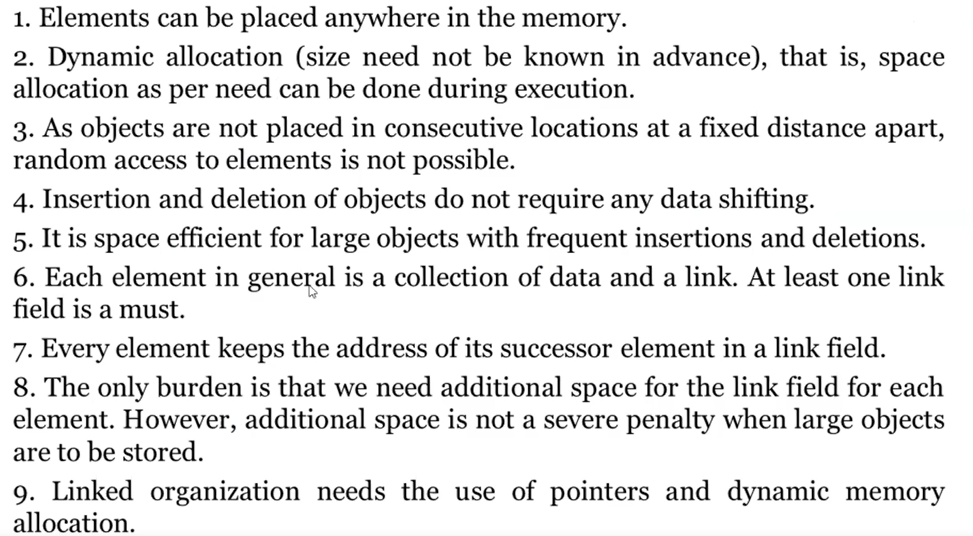 1. Elements can be placed anywhere in the memory.
2. Dynamic allocation (size need not be known in advance), that is, space
allocation as per need can be done during execution.
3. As objects are not placed in consecutive locations at a fixed distance apart,
random access to elements is not possible.
4. Insertion and deletion of objects do not require any data shifting.
5. It is space efficient for large objects with frequent insertions and deletions.
6. Each element in general is a collection of data and a link. At least one link
field is a must.
7. Every element keeps the address of its successor element in a link field.
8. The only burden is that we need additional space for the link field for each
element. However, additional space is not a severe penalty when large objects
are to be stored.
9. Linked organization needs the use of pointers and dynamic memory
allocation.